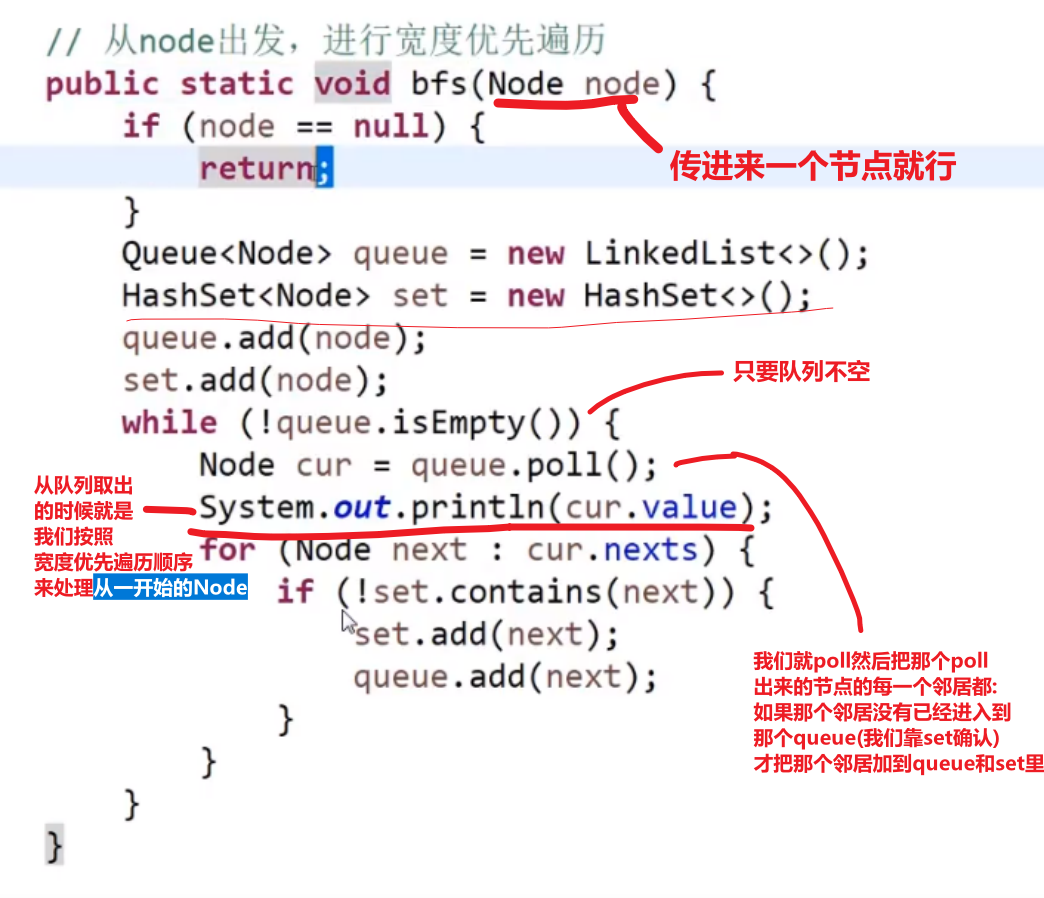 // 从node出发，进行宽度优先遍历
public static void bfs(Node node) {
if (node == null) {
return;
传进来一个节点就行
}
Queue<Node> queue = new LinkedList<>();
HashSet<Node> set = new HashSet<>();
queue.add(node);
set.add(node);
只要队列不空
while (!queue.isEmpty()) {
Node cur = queue.poll();
System.out.println(cur.value);
从队列取出
的时候就是
我们按照
宽度优先遍历顺序
来处理从一开始的Node
for (Node next : cur.nexts) {
if (!set.contains(next)) {
set.add(next);
queue.add(next);
我们就poll然后把那个poll
出来的节点的每一个邻居都:
如果那个邻居没有已经进入到
那个queue(我们靠set确认)
才把那个邻居加到queue和set里
}
}
}
}